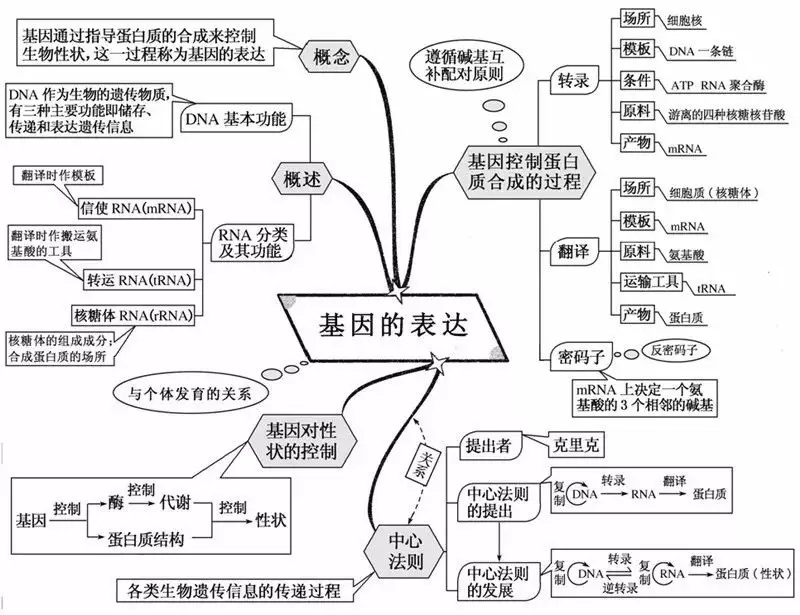 基因通过指导蛋白质的合成来控制
生物性状,这一过程称为基因的表达
概念
DNA 作为生物的遗传物质,
有三种主要功能即储存、
传递和表达遗传信息
DNA 基本功能
概述
翻译时作模板
信使 RNA(mRNA)
翻译时作搬运氨
基酸的工具
转运 RNA(tRNA)
RNA 分类
及其功能
核糖体 RNA(rRNA)
核糖体的组成成分;
合成蛋白质的场所
基因的表达
遵循碱基互
补配对原则
基因控制蛋白
质合成的过程
转录
场所
细胞核
模板
DNA 一条链
条件
ATP RNA 聚合酶
原料
游离的四种核糖核苷酸
产物
mRNA
翻译
场所
细胞质(核糖体)
模板
mRNA
原料
氨基酸
运输工具
tRNA
产物
蛋白质
密码子
反密码子
mRNA 上决定一个氨
基酸的 3 个相邻的碱基
与个体发育的关系
基因对性
状的控制
基因
控制
酶
控制
代谢
控制
性状
蛋白质结构
关系
中心
法则
各类生物遗传信息的传递过程
提出者
克里克
中心法则
的提出
复制
DNA
转录
RNA
翻译
蛋白质
中心法则
的发展
复制
DNA
转录
逆转录
复制
RNA
翻译
蛋白质(性状)